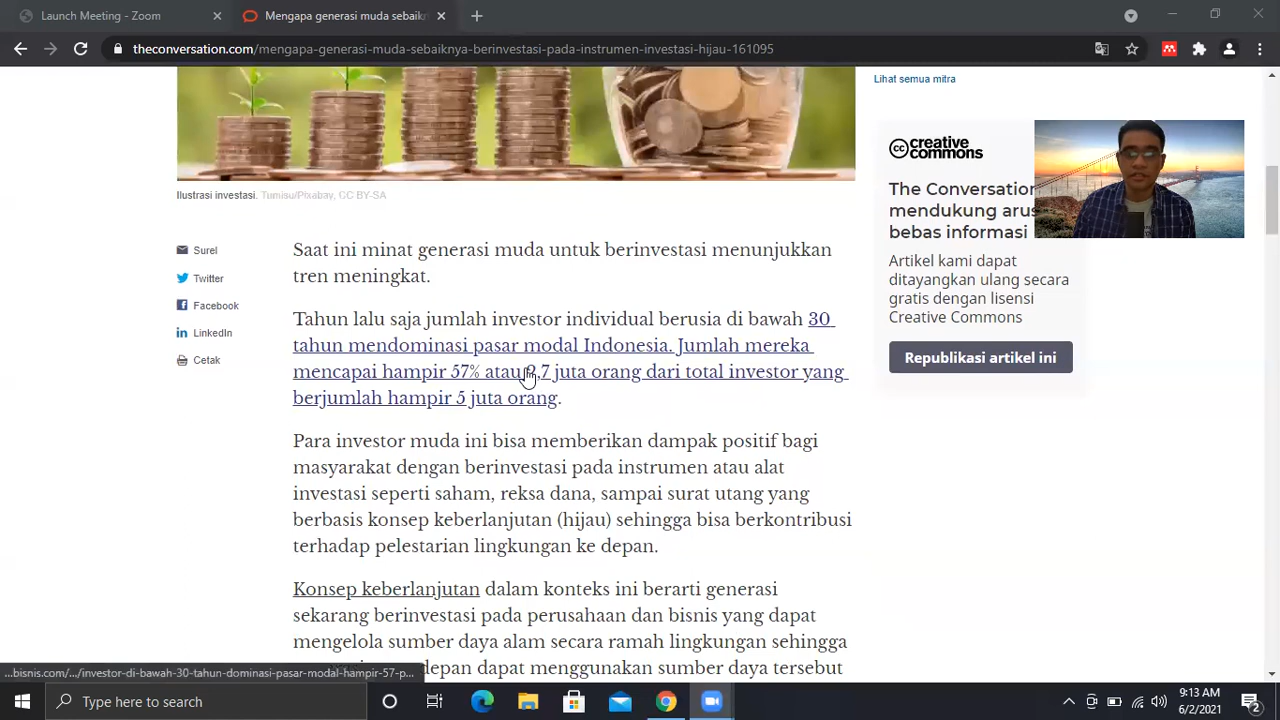 Launch Meeting - Zoom
Mengapa generasi muda sebaik
theconversation.com/mengapa-generasi-muda-sebaiknya-berinvestasi-pada-instrumen-investasi-hijau-161095
Lihat semua mitra
creative
commons
The Conversation
mendukung arus
bebas informasi
Artikel kami dapat
ditayangkan ulang secara
gratis dengan lisensi
Creative Commons
Republikasi artikel ini
Ilustrasi investasi. Tumisu/Pixabay, CC BY-SA
Surel
Twitter
Facebook
LinkedIn
Cetak
Saat ini minat generasi muda untuk berinvestasi menunjukkan
tren meningkat.
Tahun lalu saja jumlah investor individual berusia di bawah 30
tahun mendominasi pasar modal Indonesia. Jumlah mereka
mencapai hampir 57% atau 2,7 juta orang dari total investor yang
berjumlah hampir 5 juta orang.
Para investor muda ini bisa memberikan dampak positif bagi
masyarakat dengan berinvestasi pada instrumen atau alat
investasi seperti saham, reksa dana, sampai surat utang yang
berbasis konsep keberlanjutan (hijau) sehingga bisa berkontribusi
terhadap pelestarian lingkungan ke depan.
Konsep keberlanjutan dalam konteks ini berarti generasi
sekarang berinvestasi pada perusahaan dan bisnis yang dapat
mengelola sumber daya alam secara ramah lingkungan sehingga
depan dapat menggunakan sumber daya tersebut
...bisnis.com/.../investor-di-bawah-30-tahun-dominasi-pasar-modal-hampir-57-p...
Type here to search
9:13 AM
6/2/2021
2